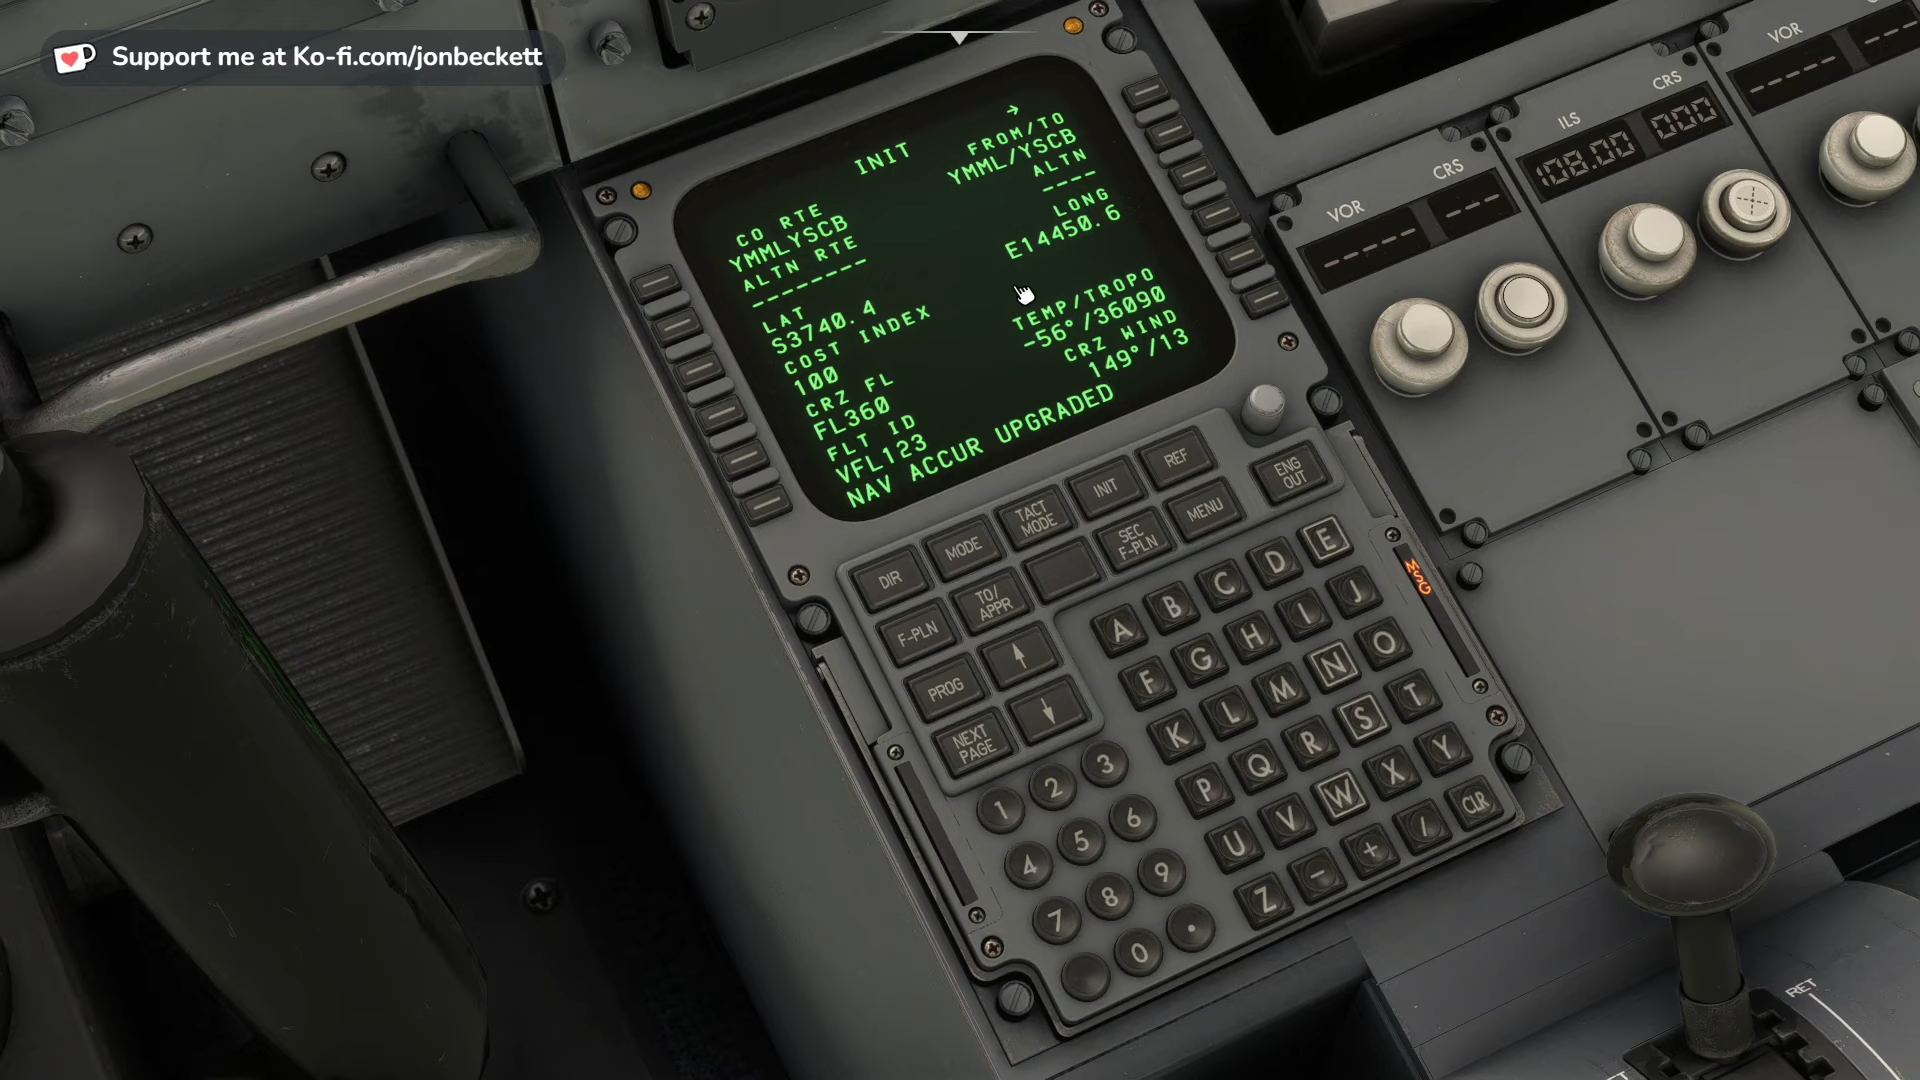 Support me at Ko-fi.com/jonbeckett
INIT
→
FROM/TO
CO RTE
YMML/YSCB
YMMLYSCB
ALTN
ALTN RTE
----
---------
LONG
LAT
E14450.6
S3740.4
COST INDEX
TEMP/TROPO
100
-56°/36090
CRZ FL
CRZ WIND
FL360
149°/13
FLT ID
VFL123
NAV ACCUR UPGRADED
DIR
MODE
TACT MODE
INIT
REF
ENG OUT
F-PLN
TO/ APPR
SEC F-PLN
MENU
PROG
↑
NEXT PAGE
↓
A B C D E
F G H I J
K L M N O
P Q R S T
U V W X Y
Z - + / CLR
1 2 3
4 5 6
7 8 9
0 .
MSG
VOR
----
CRS
---
ILS
108.00
CRS
000
VOR
----
RET